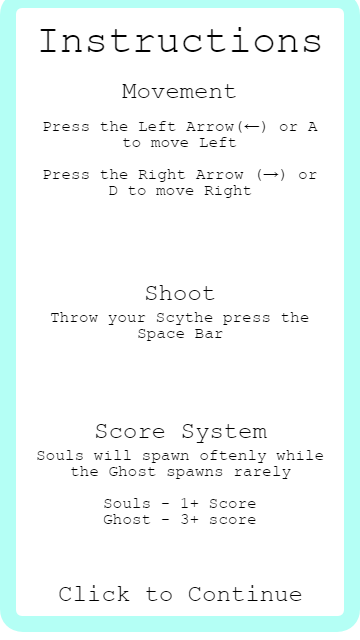 Instructions
Movement
Press the Left Arrow(←) or A
to move Left
Press the Right Arrow (→) or
D to move Right
Shoot
Throw your Scythe press the
Space Bar
Score System
Souls will spawn oftenly while
the Ghost spawns rarely
Souls - 1+ Score
Ghost - 3+ score
Click to Continue